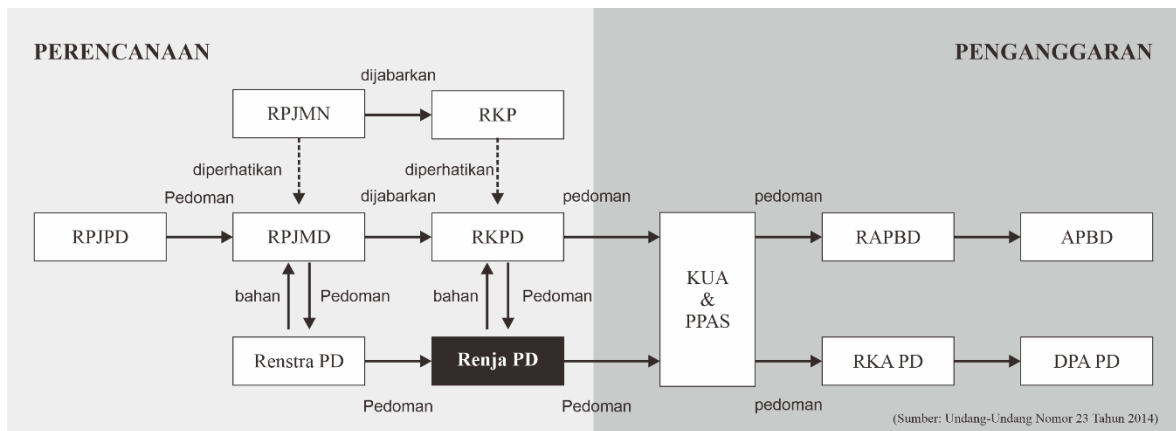 PERENCANAAN
PENGANGGARAN
dijabarkan
RPJMN
RKP
diperhatikan
diperhatikan
Pedoman
dijabarkan
pedoman
pedoman
RPJPD
RPJMD
RKPD
RAPBD
APBD
KUA
&
PPAS
bahan
Pedoman
bahan
Pedoman
Renstra PD
Renja PD
RKA PD
DPA PD
Pedoman
Pedoman
pedoman
(Sumber: Undang-Undang Nomor 23 Tahun 2014)